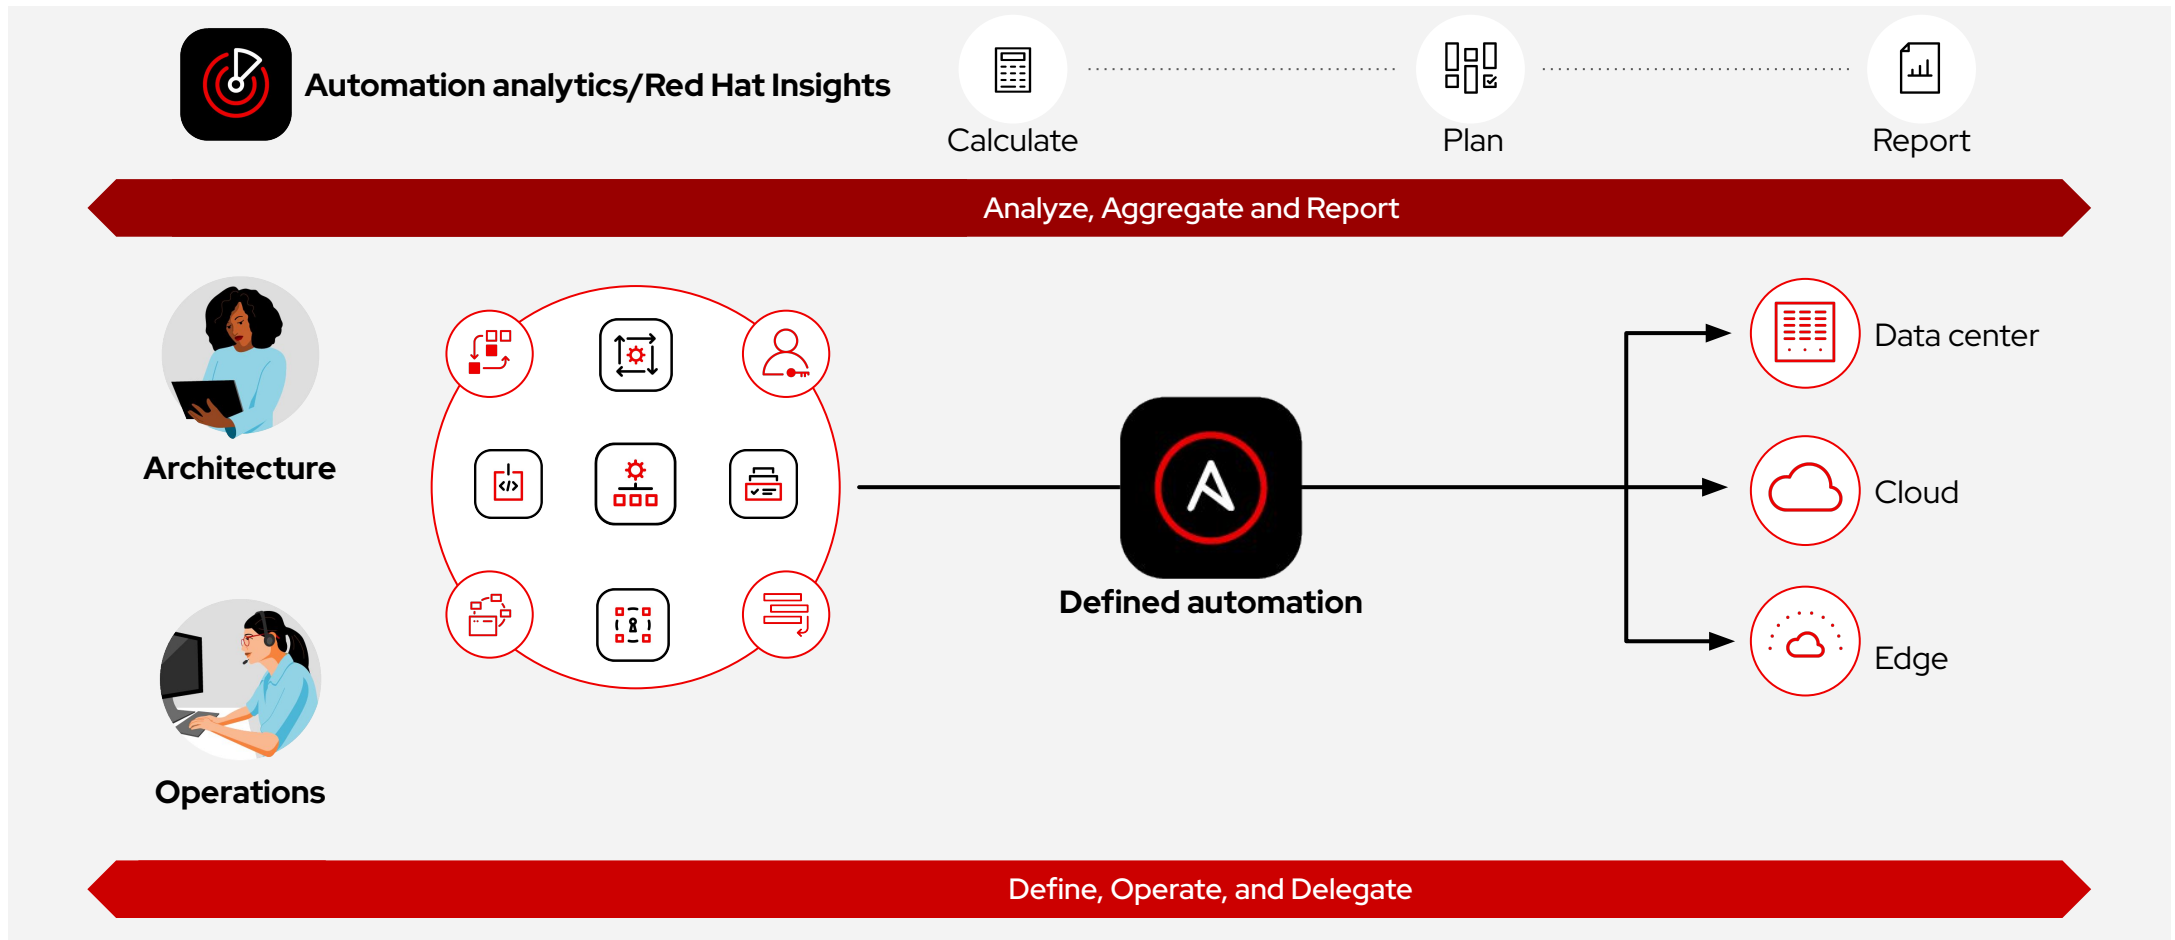 Automation analytics/Red Hat Insights
Calculate
Plan
Report
Analyze, Aggregate and Report
Architecture
Operations
Defined automation
Data center
Cloud
Edge
Define, Operate, and Delegate